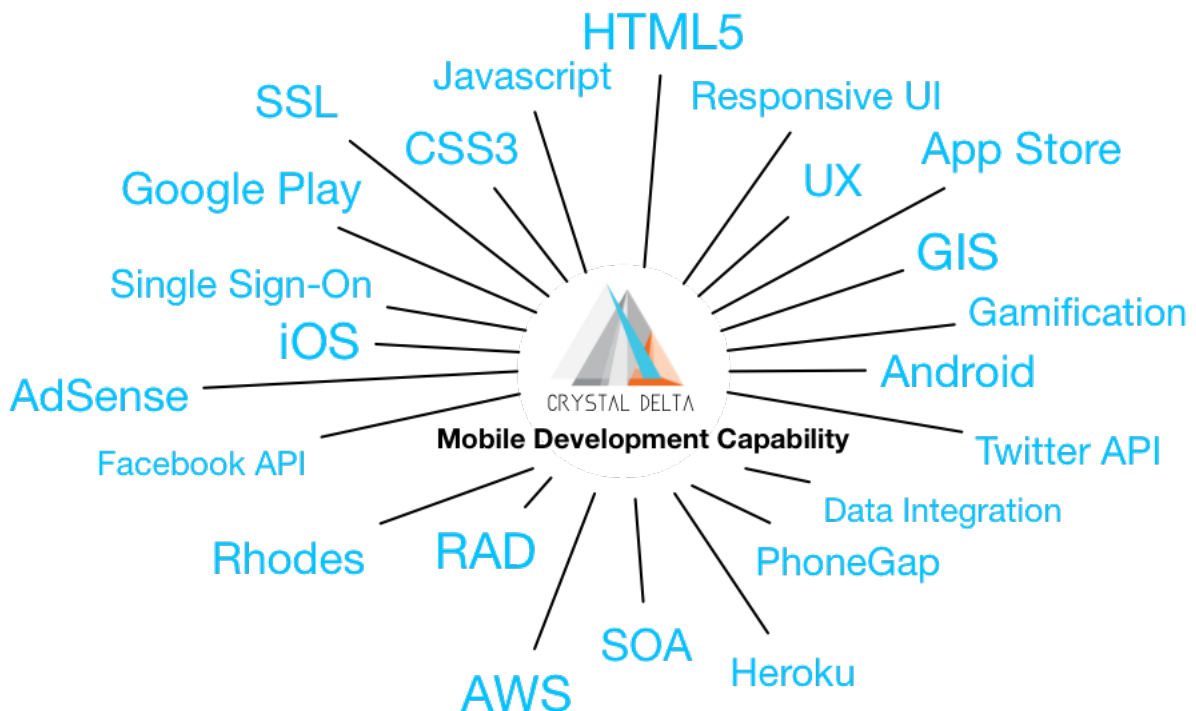 HTML5
Javascript
Responsive UI
SSL
CSS3
App Store
UX
Google Play
GIS
Single Sign-On
Gamification
iOS
Android
AdSense
CRYSTAL DELTA
Mobile Development Capability
Twitter API
Facebook API
Data Integration
RAD
Rhodes
PhoneGap
SOA
Heroku
AWS